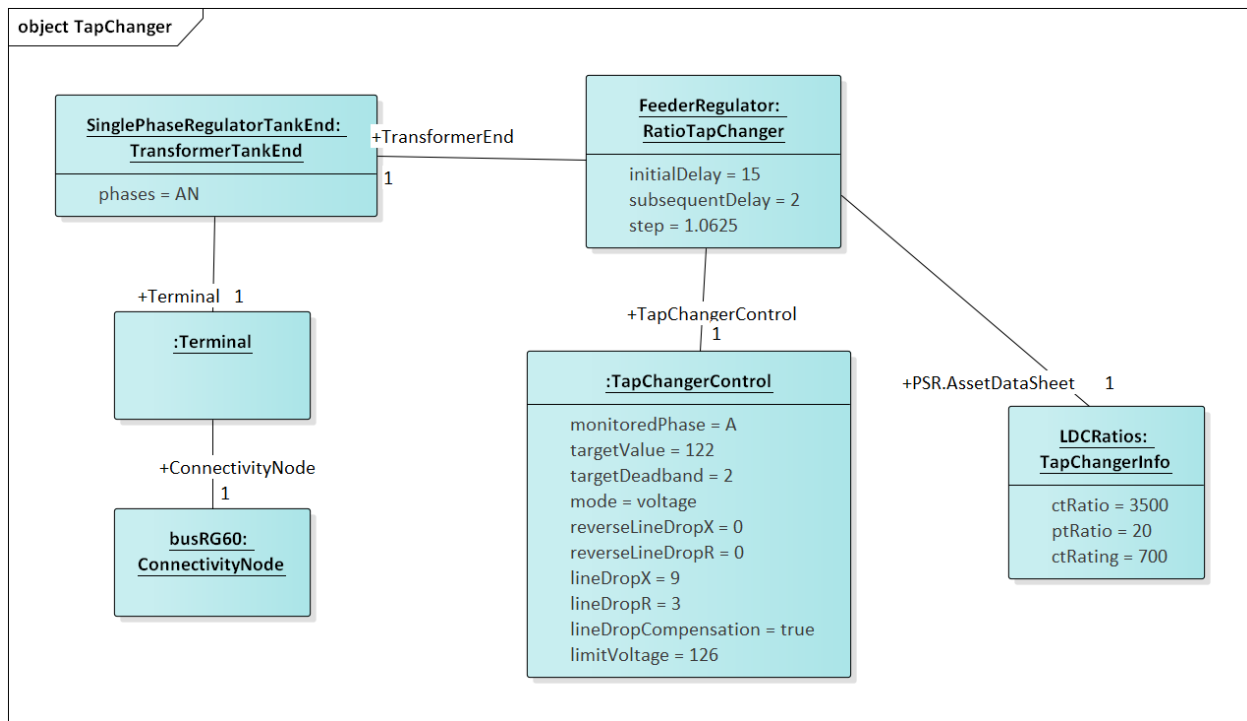 object TapChanger
SinglePhaseRegulatorTankEnd:
TransformerTankEnd
phases = AN
+TransformerEnd
1
FeederRegulator:
RatioTapChanger
initialDelay = 15
subsequentDelay = 2
step = 1.0625
+Terminal 1
:Terminal
+ConnectivityNode
1
busRG60:
ConnectivityNode
+TapChangerControl
1
:TapChangerControl
monitoredPhase = A
targetValue = 122
targetDeadband = 2
mode = voltage
reverseLineDropX = 0
reverseLineDropR = 0
lineDropX = 9
lineDropR = 3
lineDropCompensation = true
limitVoltage = 126
+PSR.AssetDataSheet 1
LDCRatios:
TapChangerInfo
ctRatio = 3500
ptRatio = 20
ctRating = 700